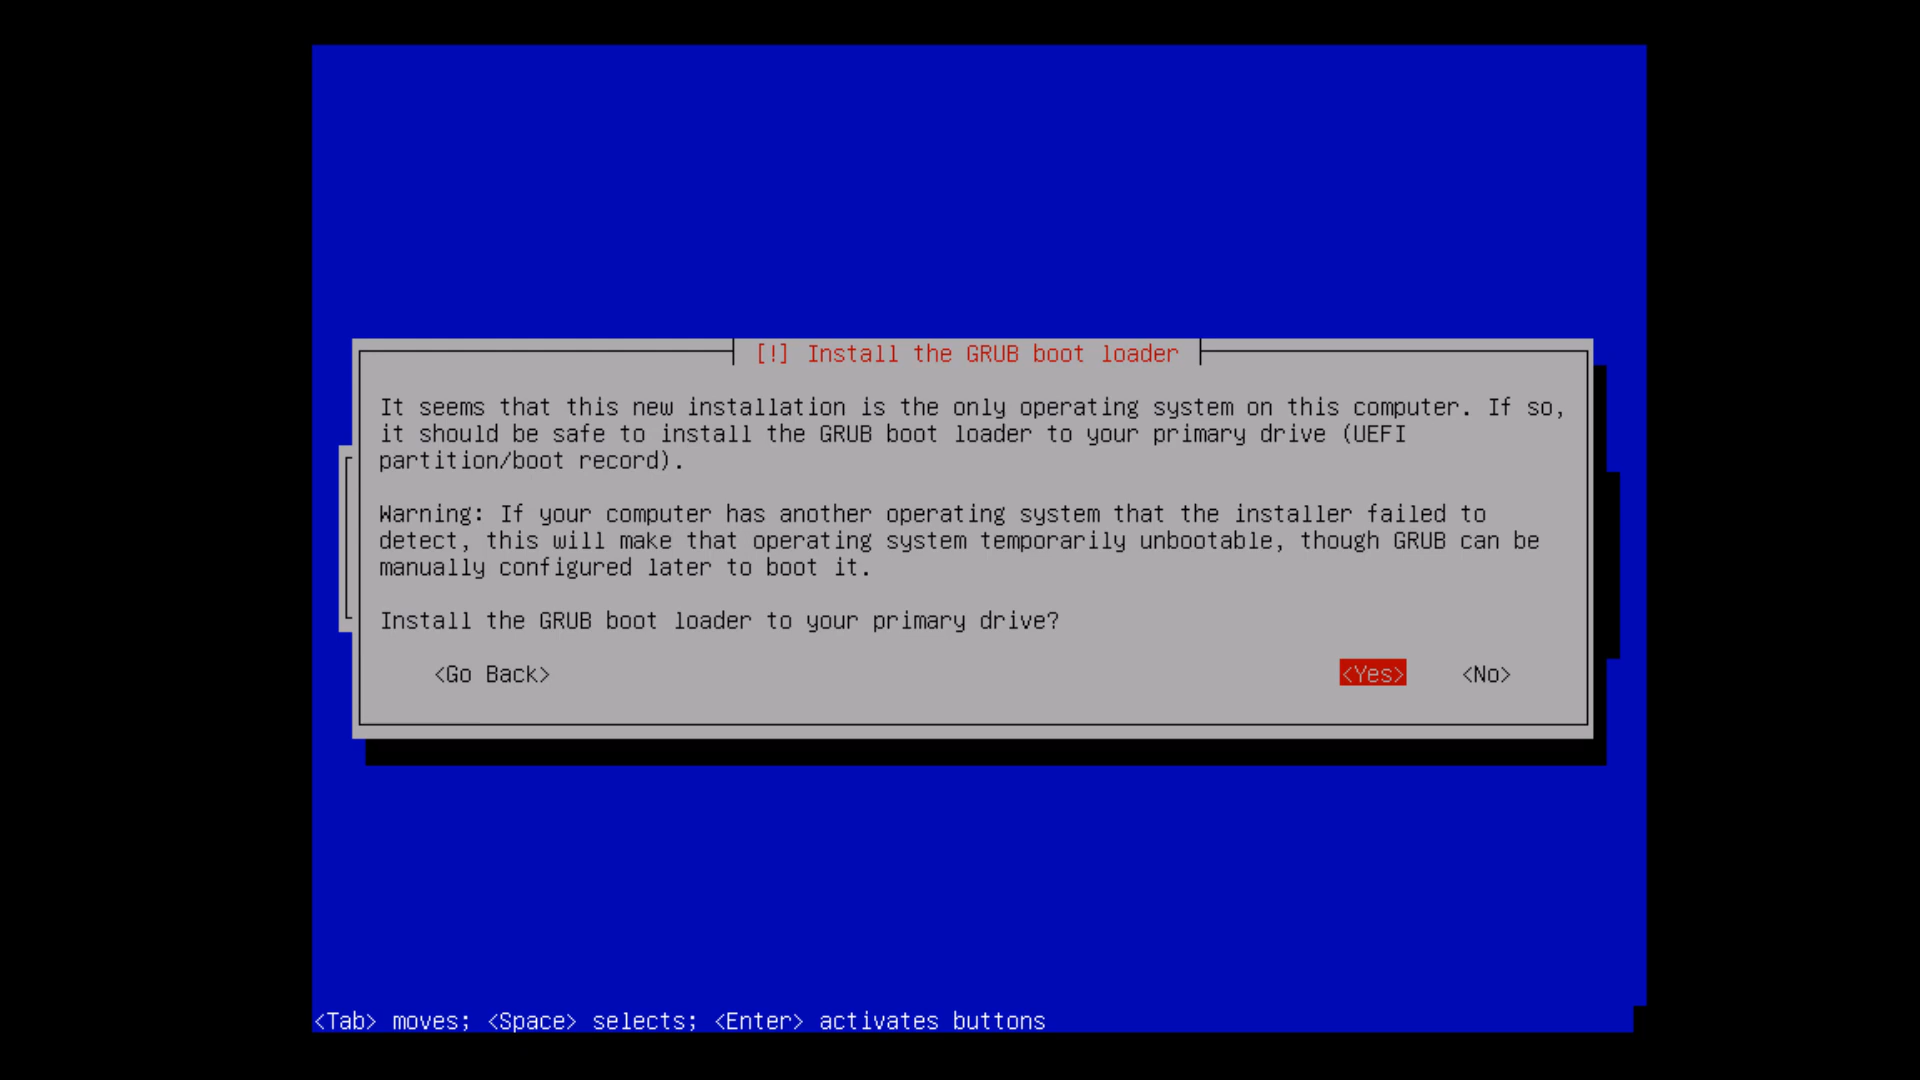 [!] Install the GRUB boot loader
It seems that this new installation is the only operating system on this computer. If so,
it should be safe to install the GRUB boot loader to your primary drive (UEFI
partition/boot record).
Warning: If your computer has another operating system that the installer failed to
detect, this will make that operating system temporarily unbootable, though GRUB can be
manually configured later to boot it.
Install the GRUB boot loader to your primary drive?
<Go Back> <Yes> <No>
<Tab> moves; <Space> selects; <Enter> activates buttons